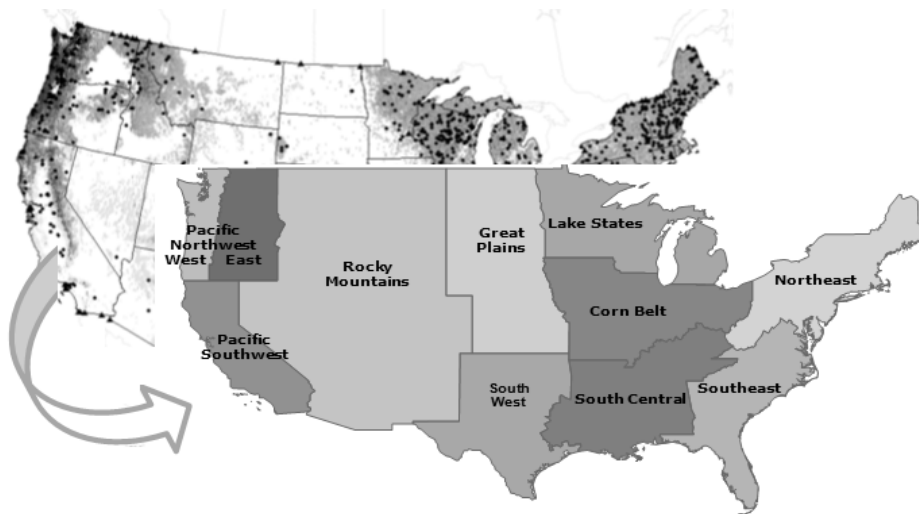 Pacific
Northwest
West
East
Rocky
Mountains
Great
Plains
Lake States
Northeast
Corn Belt
Pacific
Southwest
South
West
South Central
Southeast